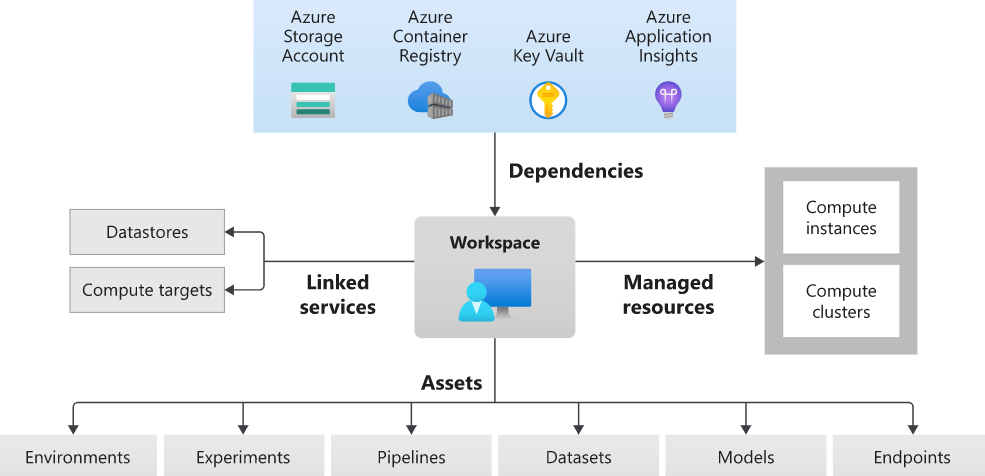 Azure
Storage
Account
Azure
Container
Registry
Azure
Key Vault
Azure
Application
Insights
Dependencies
Datastores
Compute targets
Linked
services
Workspace
Managed
resources
Compute
instances
Compute
clusters
Assets
Environments
Experiments
Pipelines
Datasets
Models
Endpoints